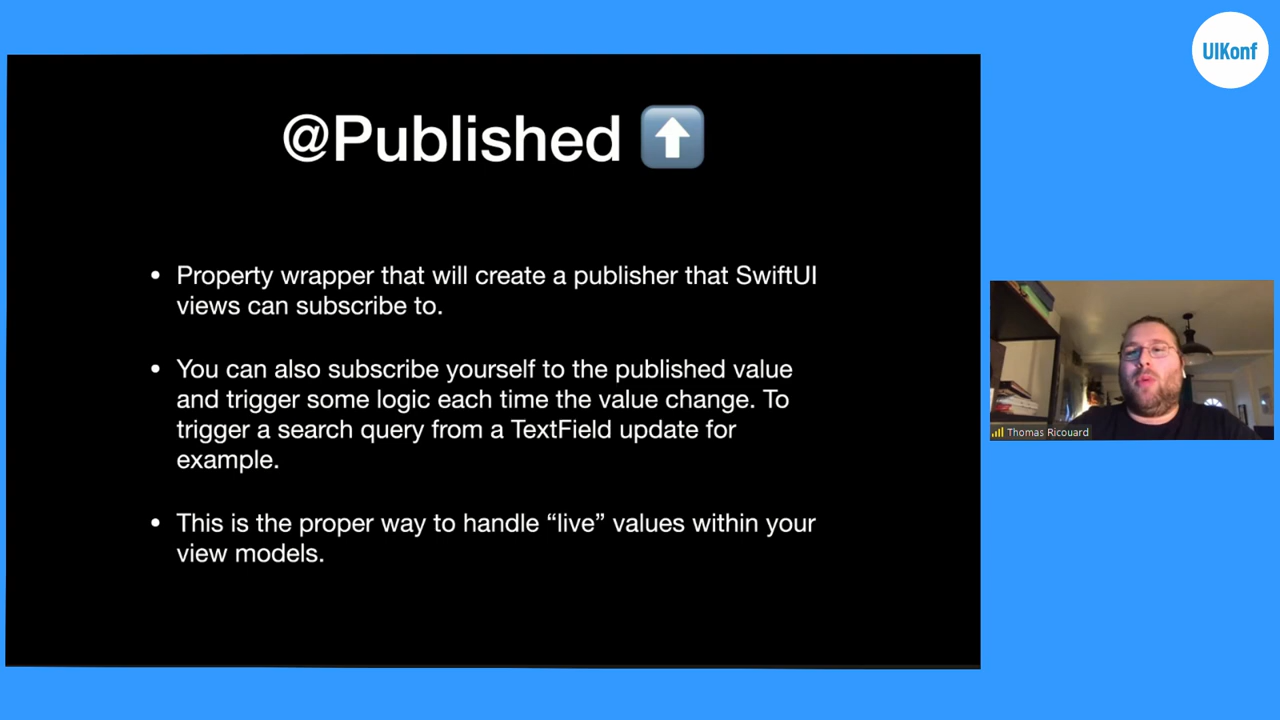 UIKonf
@Published ⬆️
• Property wrapper that will create a publisher that SwiftUI
views can subscribe to.
• You can also subscribe yourself to the published value
and trigger some logic each time the value change. To
trigger a search query from a TextField update for
example.
• This is the proper way to handle “live” values within your
view models.
Thomas Ricouard